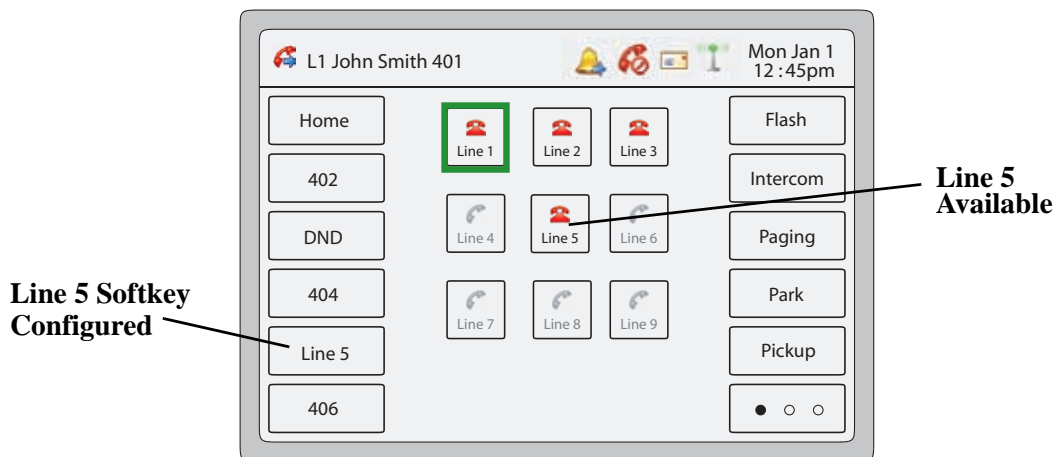 L1 John Smith 401
Mon Jan 1
12 :45pm
Home
402
DND
404
Line 5
406
Line 1
Line 2
Line 3
Line 4
Line 5
Line 6
Line 7
Line 8
Line 9
Flash
Intercom
Paging
Park
Pickup
Line 5
Available
Line 5 Softkey
Configured